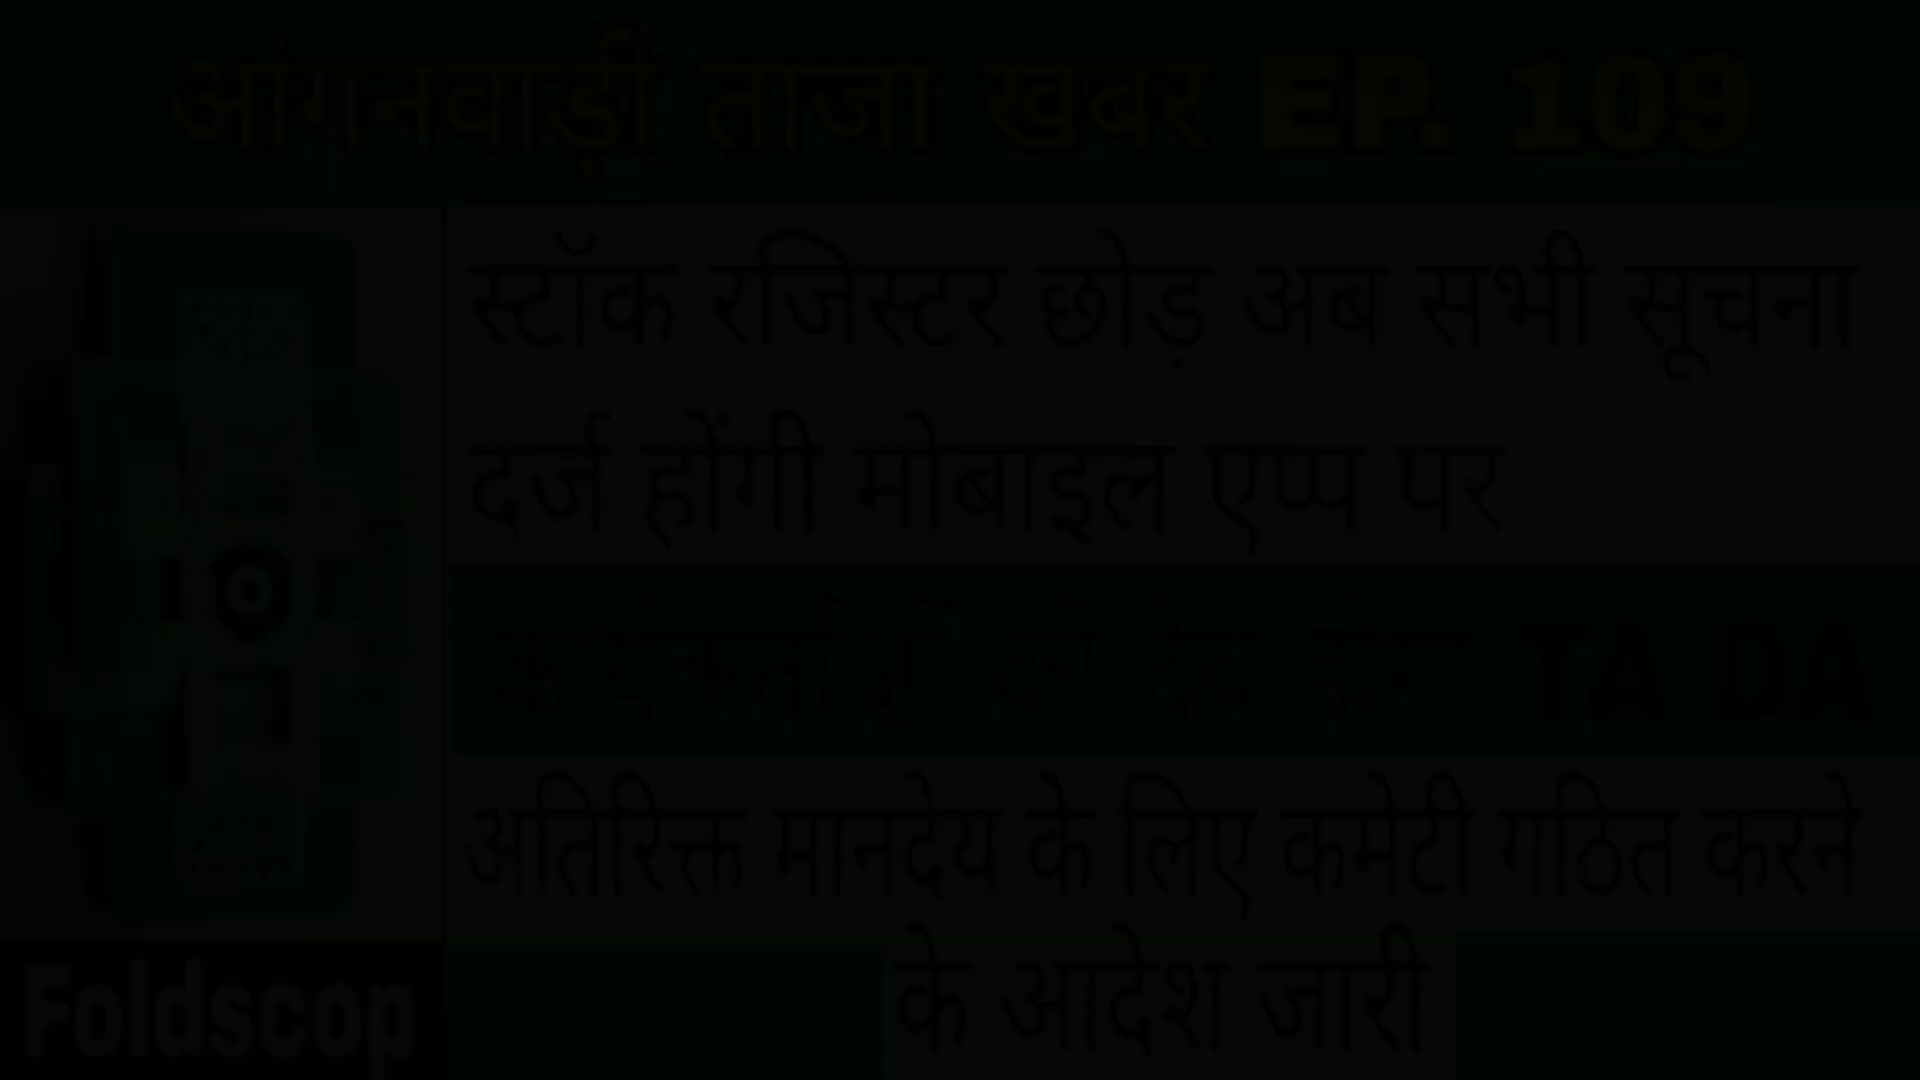 आंगनवाड़ी ताजा खबर EP. 109
स्टॉक रजिस्टर छोड़ अब सभी सूचना
दर्ज होंगी मोबाइल एप्प पर
कार्यकर्ताओं को देय होगा TA DA
अतिरिक्त मानदेय के लिए कमेटी गठित करने
के आदेश जारी
Foldscop